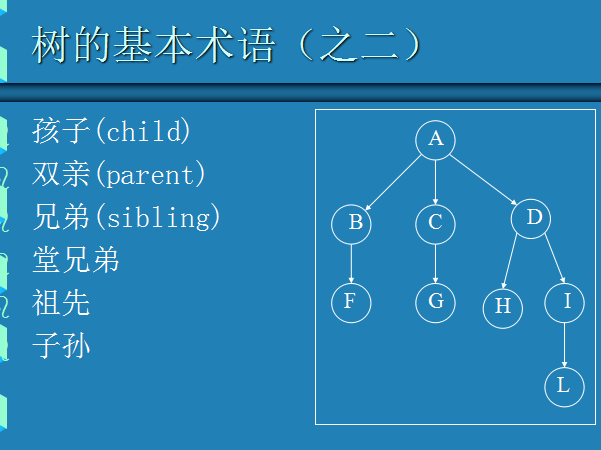 树的基本术语（之二）
孩子(child)
双亲(parent)
兄弟(sibling)
堂兄弟
祖先
子孙
A
B C D
F G H I
L